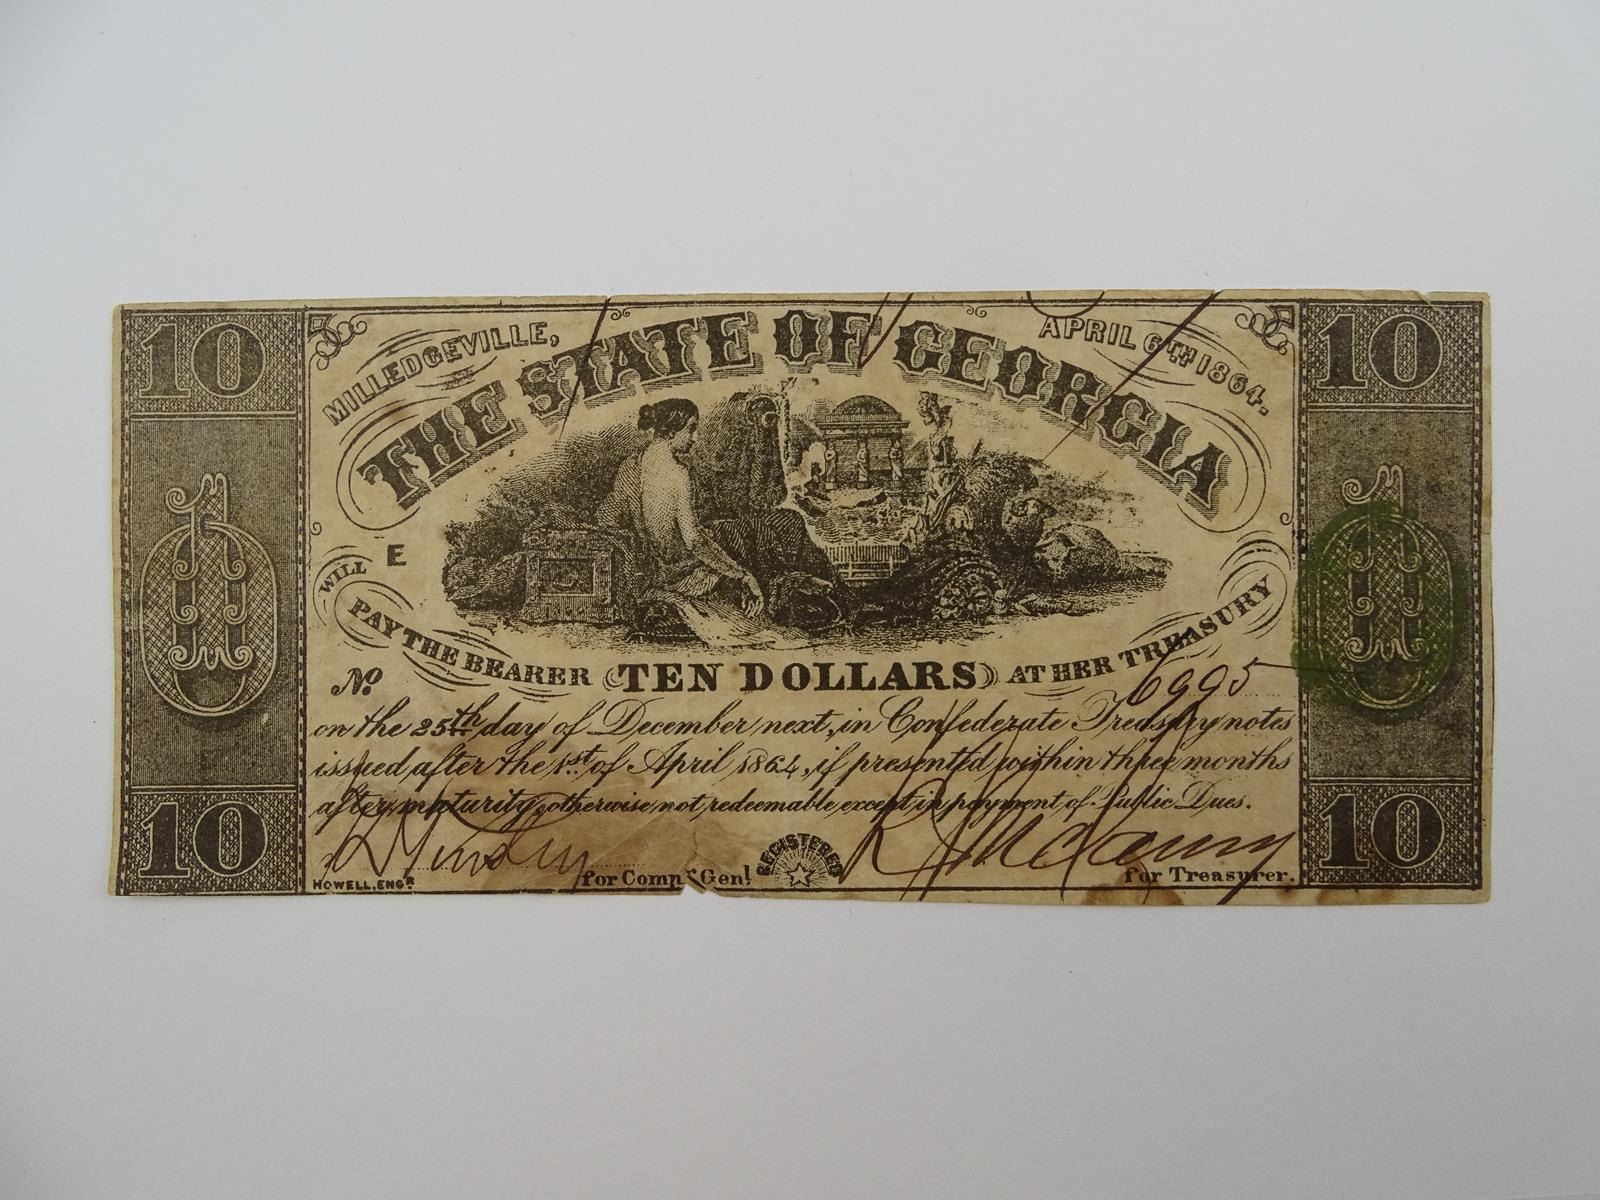 10 10
MILLEDGEVILLE, APRIL 6TH 1864.
THE STATE OF GEORGIA
E
10 10
WILL PAY THE BEARER TEN DOLLARS AT HER TREASURY
No 6995
on the 25th day of December next, in Confederate Treasury notes
issued after the 1st of April 1864, if presented within three months
after maturity, otherwise not redeemable except in payment of Public Dues.
for Compr. Genl REGISTERED for Treasurer.
HOWELL, ENGR
10 10